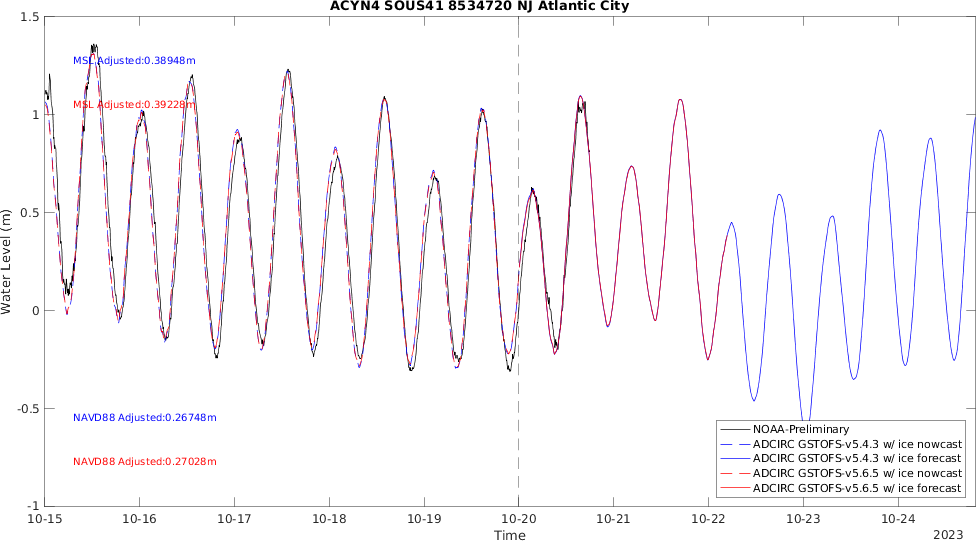 ACYN4 SOUS41 8534720 NJ Atlantic City
1.5
1
0.5
0
-0.5
-1
Water Level (m)
MSL Adjusted:0.38948m
MSL Adjusted:0.39228m
NAVD88 Adjusted:0.26748m
NAVD88 Adjusted:0.27028m
NOAA-Preliminary
ADCIRC GSTOFS-v5.4.3 w/ ice nowcast
ADCIRC GSTOFS-v5.4.3 w/ ice forecast
ADCIRC GSTOFS-v5.6.5 w/ ice nowcast
ADCIRC GSTOFS-v5.6.5 w/ ice forecast
10-15 10-16 10-17 10-18 10-19 10-20 10-21 10-22 10-23 10-24
Time
2023